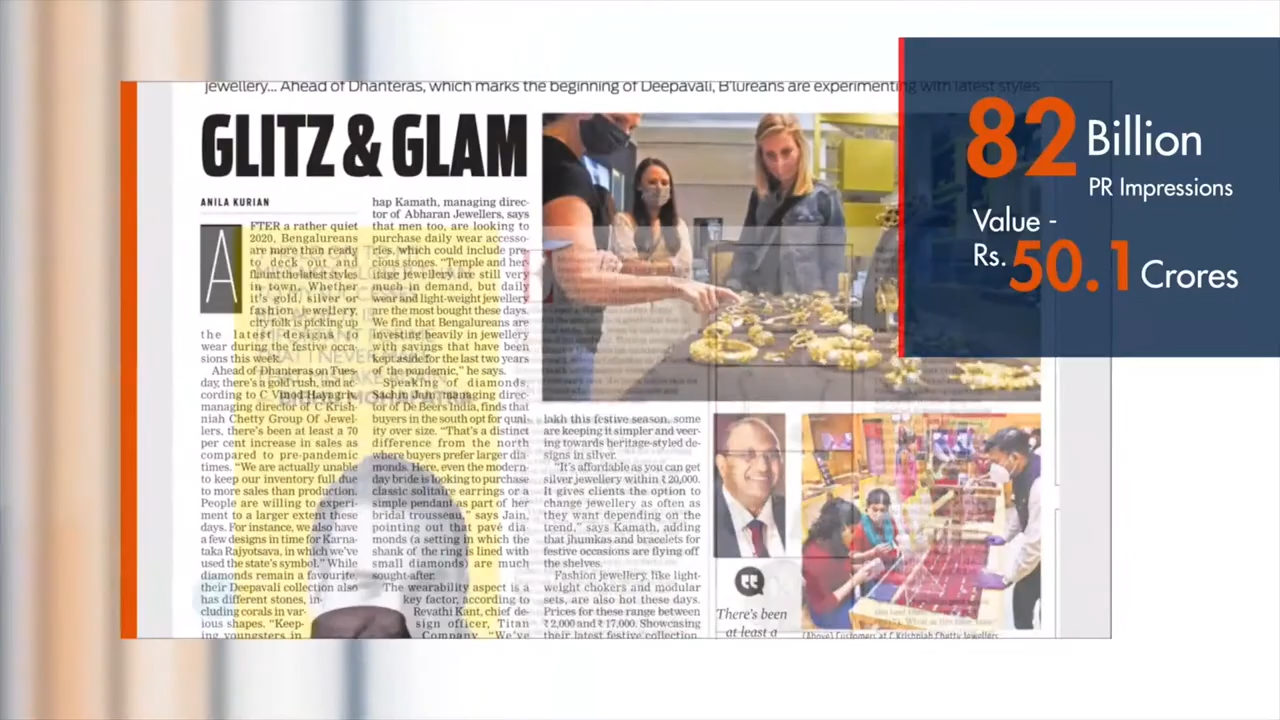 jewellery... Ahead of Dhanteras, which marks the beginning of Deepavali, B'lureans are experimenting with latest styles
GLITZ & GLAM
ANILA KURIAN
AFTER a rather quiet
2020, Bengalureans
are more than ready
to deck out and
flaunt the latest styles
in town. Whether
it's gold, silver or
fashion jewellery,
city folk is picking up
the latest designs to
wear during the festive occa-
sions this week.
Ahead of Dhanteras on Tues-
day, there's a gold rush, and ac-
cording to C Vinod Hayagriv,
managing director of C Krish-
niah Chetty Group Of Jewel-
lers, there's been at least a 70
per cent increase in sales as
compared to pre-pandemic
times. "We are actually unable
to keep our inventory full due
to more sales than production.
People are willing to experi-
ment to a larger extent these
days. For instance, we also have
a few designs in time for Karna-
taka Rajyotsava, in which we've
used the state's symbol." While
diamonds remain a favourite,
their Deepavali collection also
has different stones, in-
cluding corals in var-
ious shapes. "Keep-
ing youngsters in
hap Kamath, managing direc-
tor of Abharan Jewellers, says
that men too, are looking to
purchase daily wear accesso-
ries, which could include pre-
cious stones. "Temple and her-
itage jewellery are still very
much in demand, but daily
wear and light-weight jewellery
are the most bought these days.
We find that Bengalureans are
investing heavily in jewellery
with savings that have been
kept aside for the last two years
of the pandemic," he says.
Speaking of diamonds,
Sachin Jain, managing direc-
tor of De Beers India, finds that
buyers in the south opt for qual-
ity over size. "That's a distinct
difference from the north
where buyers prefer larger dia-
monds. Here, even the modern-
day bride is looking to purchase
classic solitaire earrings or a
simple pendant as part of her
bridal trousseau," says Jain,
pointing out that pavé dia-
monds (a setting in which the
shank of the ring is lined with
small diamonds) are much
sought-after.
The wearability aspect is a
key factor, according to
Revathi Kant, chief de-
sign officer, Titan
Company. "We've
lakh this festive season, some
are keeping it simpler and veer-
ing towards heritage-styled de-
signs in silver.
"It's affordable as you can get
silver jewellery within ₹ 20,000.
It gives clients the option to
change jewellery as often as
they want depending on the
trend," says Kamath, adding
that jhumkas and bracelets for
festive occasions are flying off
the shelves.
Fashion jewellery, like light-
weight chokers and modular
sets, are also hot these days.
Prices for these range between
₹ 2,000 and ₹ 17,000. Showcasing
their latest festive collection,
There's been
at least a
(Above) Customers at C Krishniah Chetty Jewellers
82 Billion
PR Impressions
Value -
Rs. 50.1 Crores